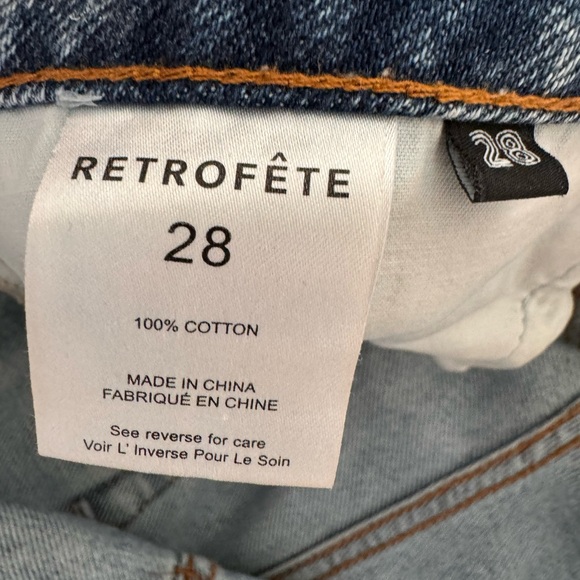 RETROFÊTE
28
28
100% COTTON
MADE IN CHINA
FABRIQUÉ EN CHINE
See reverse for care
Voir L' Inverse Pour Le Soin